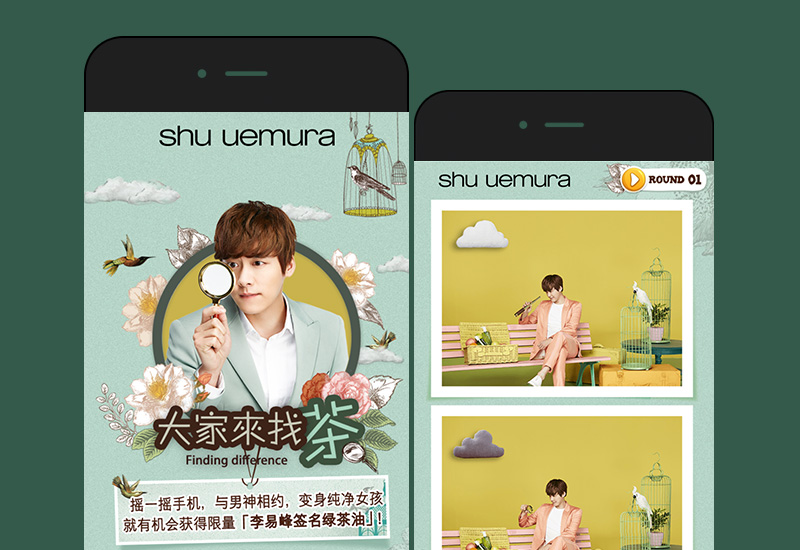 shu uemura
大家來找茶
Finding difference
摇一摇手机，与男神相约，变身纯净女孩
就有机会获得限量「李易峰签名绿茶油」!
shu uemura
ROUND 01